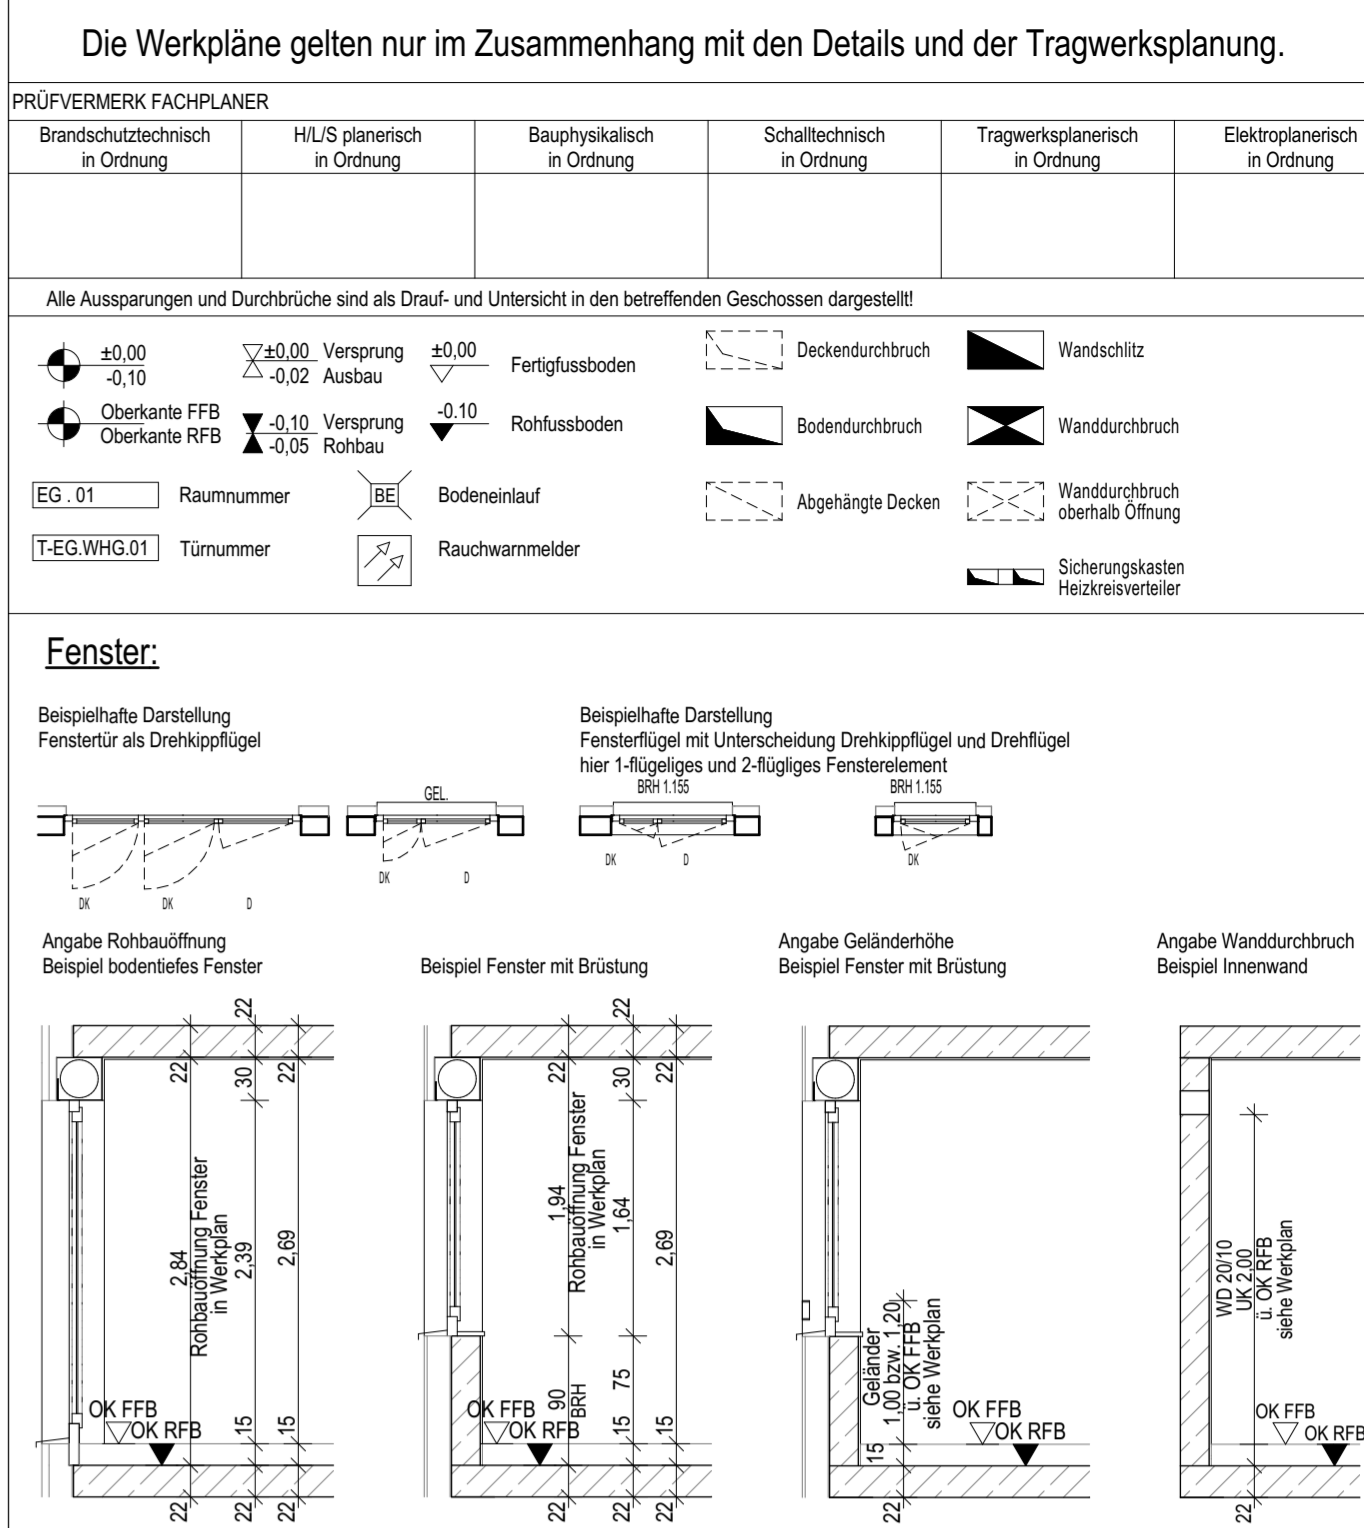 Die Werkpläne gelten nur im Zusammenhang mit den Details und der Tragwerksplanung.
PRÜFVERMERK FACHPLANER
Brandschutztechnisch
in Ordnung
H/L/S planerisch
in Ordnung
Bauphysikalisch
in Ordnung
Schalltechnisch
in Ordnung
Tragwerksplanerisch
in Ordnung
Elektroplanerisch
in Ordnung
Alle Aussparungen und Durchbrüche sind als Drauf- und Untersicht in den betreffenden Geschossen dargestellt!
±0,00
-0,10
±0,00 Versprung
-0,02 Ausbau
±0,00
Fertigfussboden
Deckendurchbruch
Wandschlitz
Oberkante FFB
Oberkante RFB
-0,10 Versprung
-0,05 Rohbau
-0.10
Rohfussboden
Bodendurchbruch
Wanddurchbruch
EG . 01
Raumnummer
BE
Bodeneinlauf
Abgehängte Decken
Wanddurchbruch
oberhalb Öffnung
T-EG.WHG.01
Türnummer
Rauchwarnmelder
Sicherungskasten
Heizkreisverteiler
Fenster:
Beispielhafte Darstellung
Fenstertür als Drehkippflügel
Beispielhafte Darstellung
Fensterflügel mit Unterscheidung Drehkippflügel und Drehflügel
hier 1-flügeliges und 2-flügliges Fensterelement
GEL.
BRH 1.155
BRH 1.155
DK
DK
D
DK
D
DK
D
DK
Angabe Rohbauöffnung
Beispiel bodentiefes Fenster
22
22
30
22
2,84
Rohbauöffnung Fenster
in Werkplan
2,39
2,69
OK FFB
OK RFB
15
15
22
22
22
Beispiel Fenster mit Brüstung
22
22
30
22
1,94
Rohbauöffnung Fenster
in Werkplan
1,64
2,69
90
BRH
75
OK FFB
OK RFB
15
15
22
22
22
Angabe Geländerhöhe
Beispiel Fenster mit Brüstung
Geländer
1,00 bzw. 1,20
ü. OK FFB
siehe Werkplan
OK FFB
OK RFB
15
22
Angabe Wanddurchbruch
Beispiel Innenwand
WD 20/10
UK 2,00
ü. OK RFB
siehe Werkplan
OK FFB
OK RFB
22